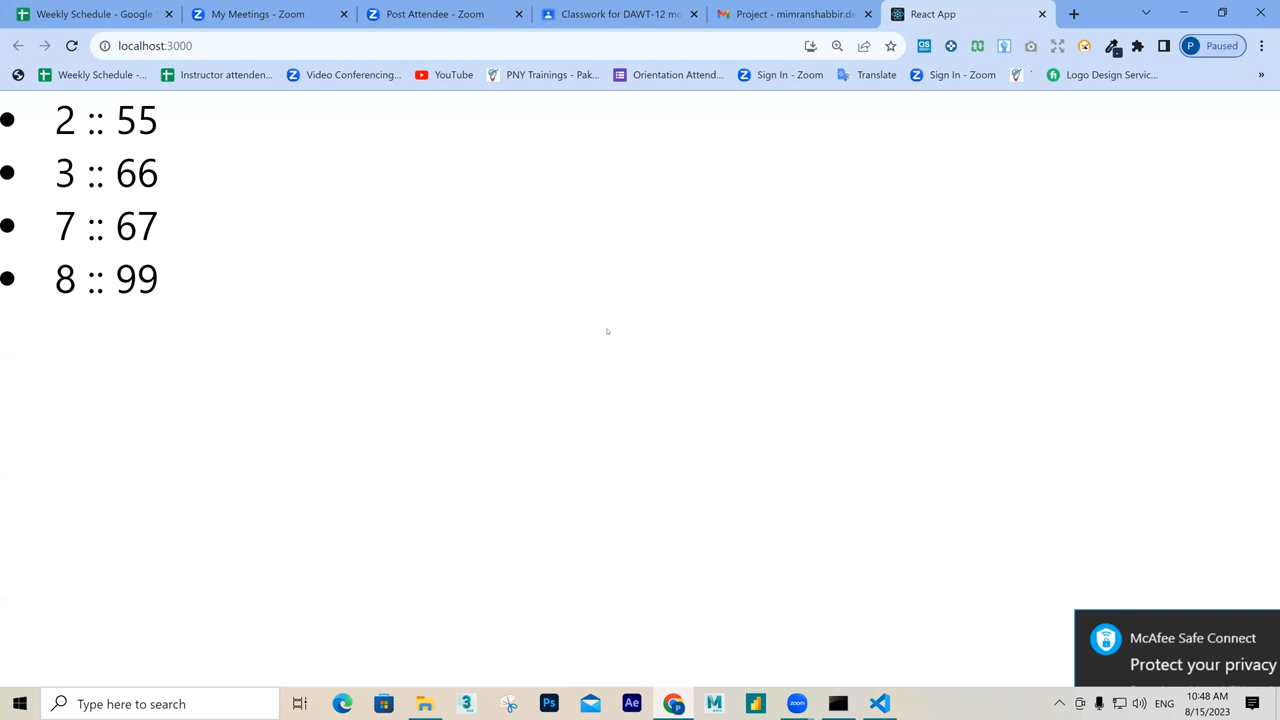 Weekly Schedule - Google
My Meetings - Zoom
Post Attendee - Zoom
Classwork for DAWT-12 mo
Project - mimranshabbir.de
React App
localhost:3000
Paused
Weekly Schedule -...
Instructor attenden...
Video Conferencing...
YouTube
PNY Trainings - Pak...
Orientation Attend...
Sign In - Zoom
Translate
Sign In - Zoom
Logo Design Servic...
2 :: 55
3 :: 66
7 :: 67
8 :: 99
McAfee Safe Connect
Protect your privacy
Type here to search
ENG
10:48 AM
8/15/2023